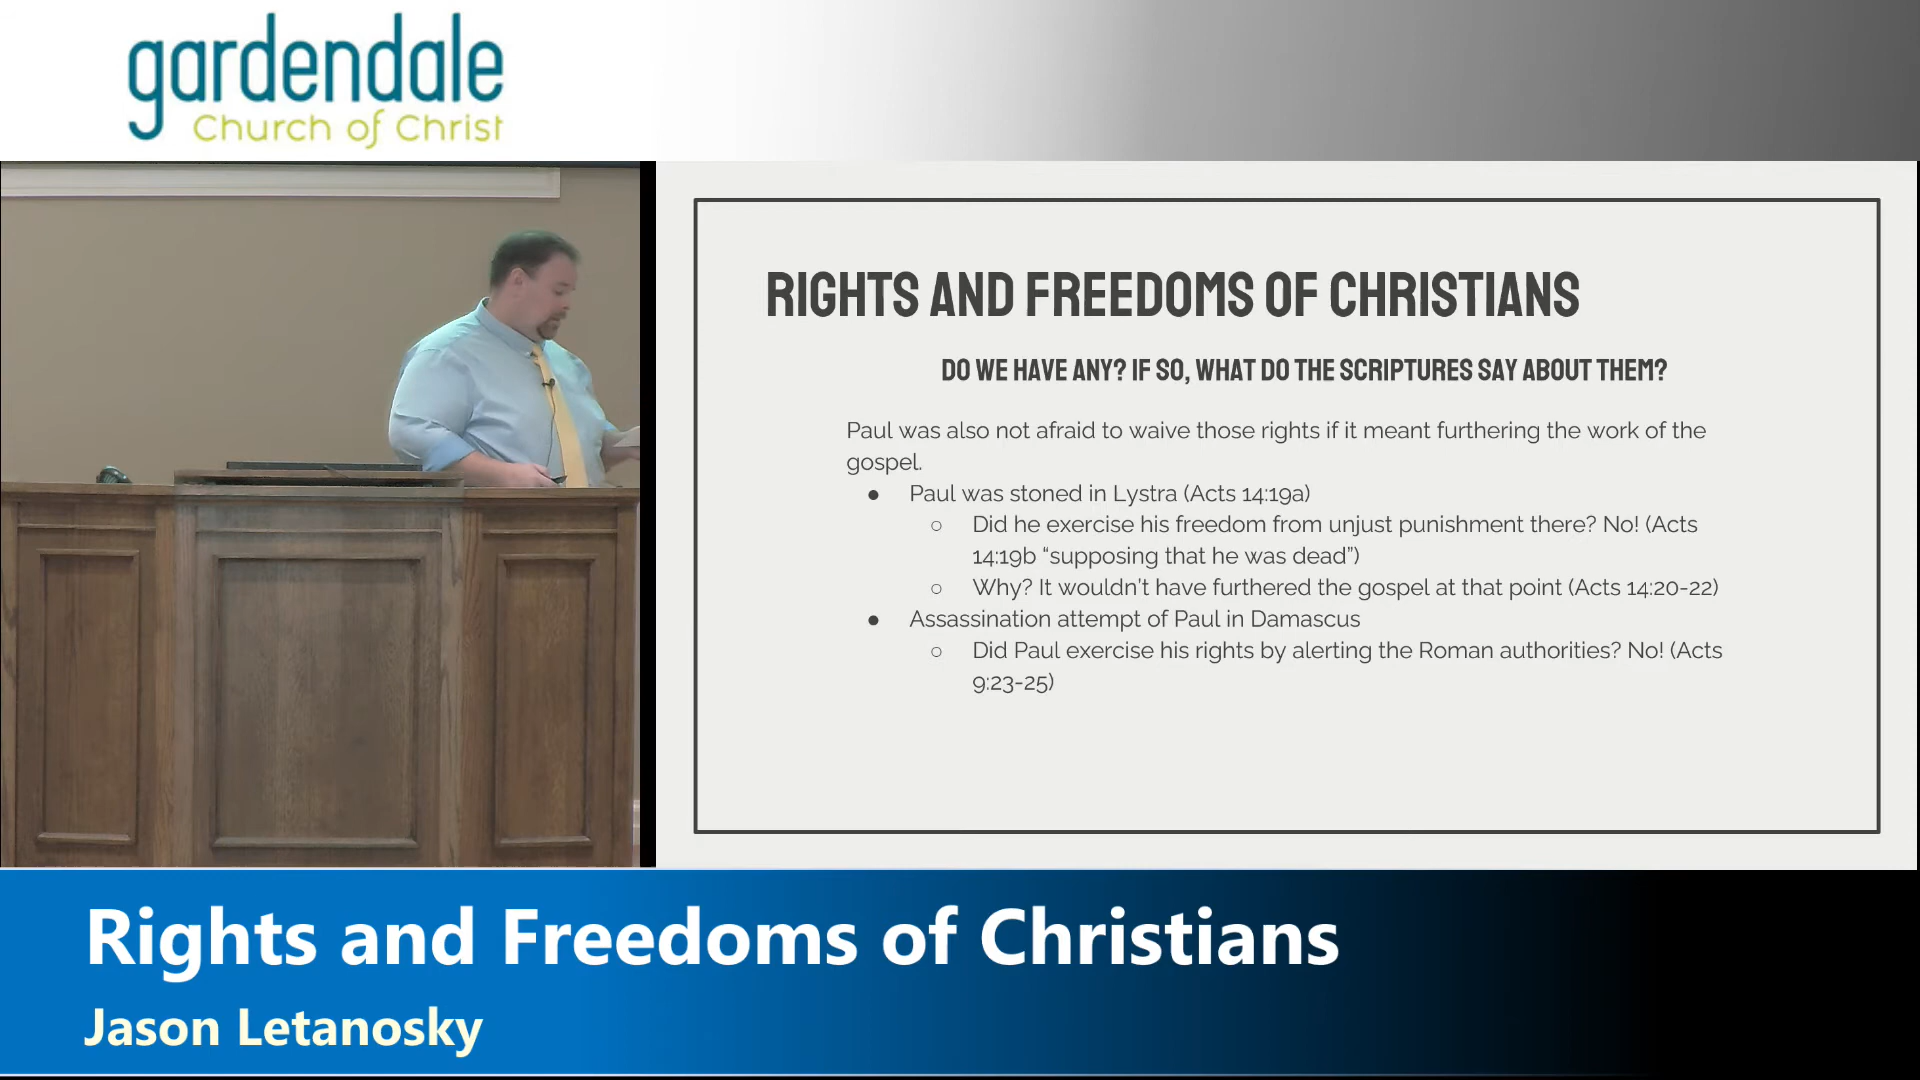 gardendale
Church of Christ
RIGHTS AND FREEDOMS OF CHRISTIANS
DO WE HAVE ANY? IF SO, WHAT DO THE SCRIPTURES SAY ABOUT THEM?
Paul was also not afraid to waive those rights if it meant furthering the work of the
gospel.
● Paul was stoned in Lystra (Acts 14:19a)
○ Did he exercise his freedom from unjust punishment there? No! (Acts
14:19b “supposing that he was dead”)
○ Why? It wouldn’t have furthered the gospel at that point (Acts 14:20-22)
● Assassination attempt of Paul in Damascus
○ Did Paul exercise his rights by alerting the Roman authorities? No! (Acts
9:23-25)
Rights and Freedoms of Christians
Jason Letanosky